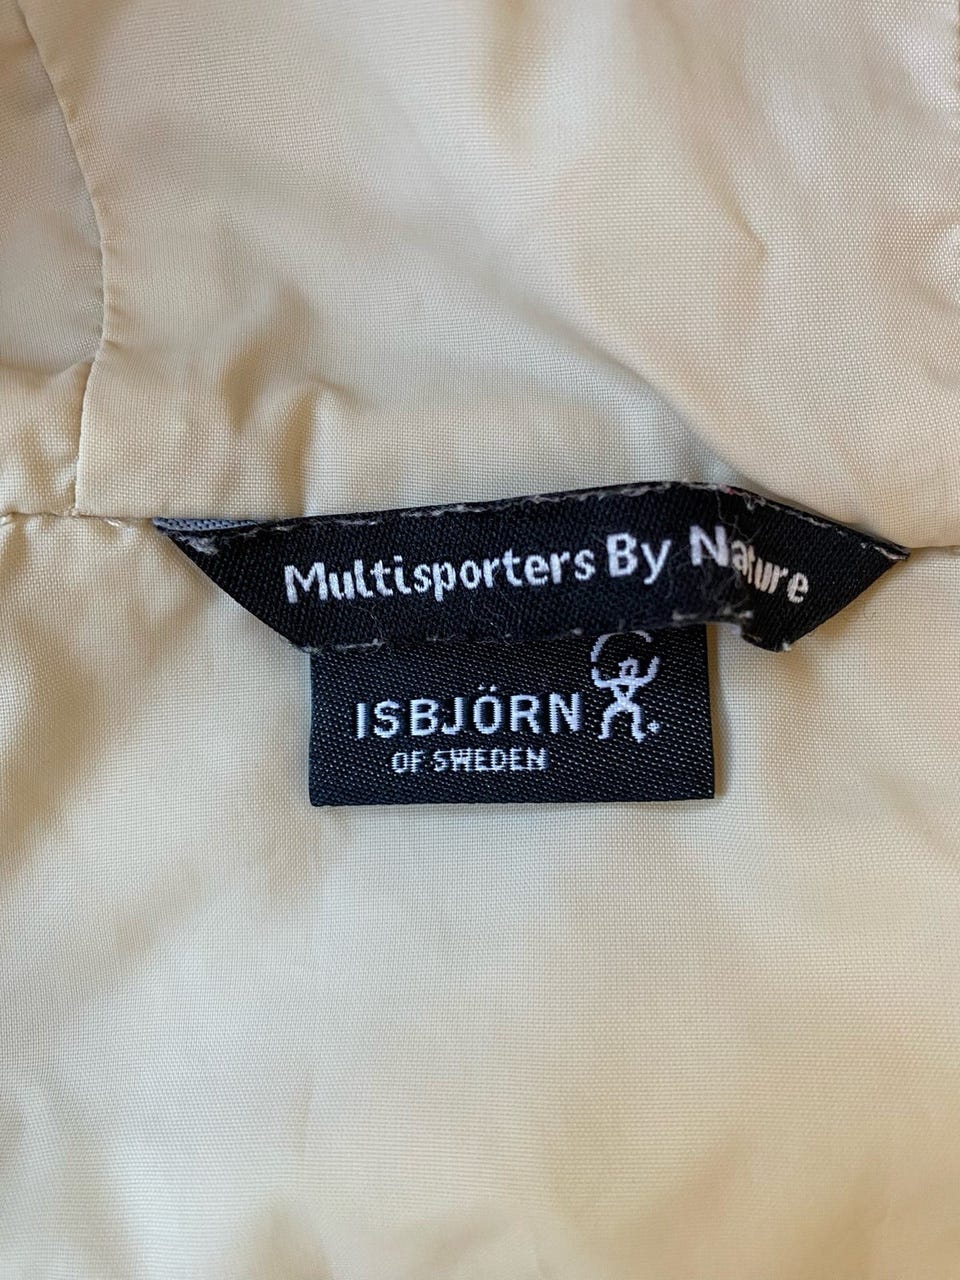 Multisporters By Nature
ISBJÖRN
OF SWEDEN